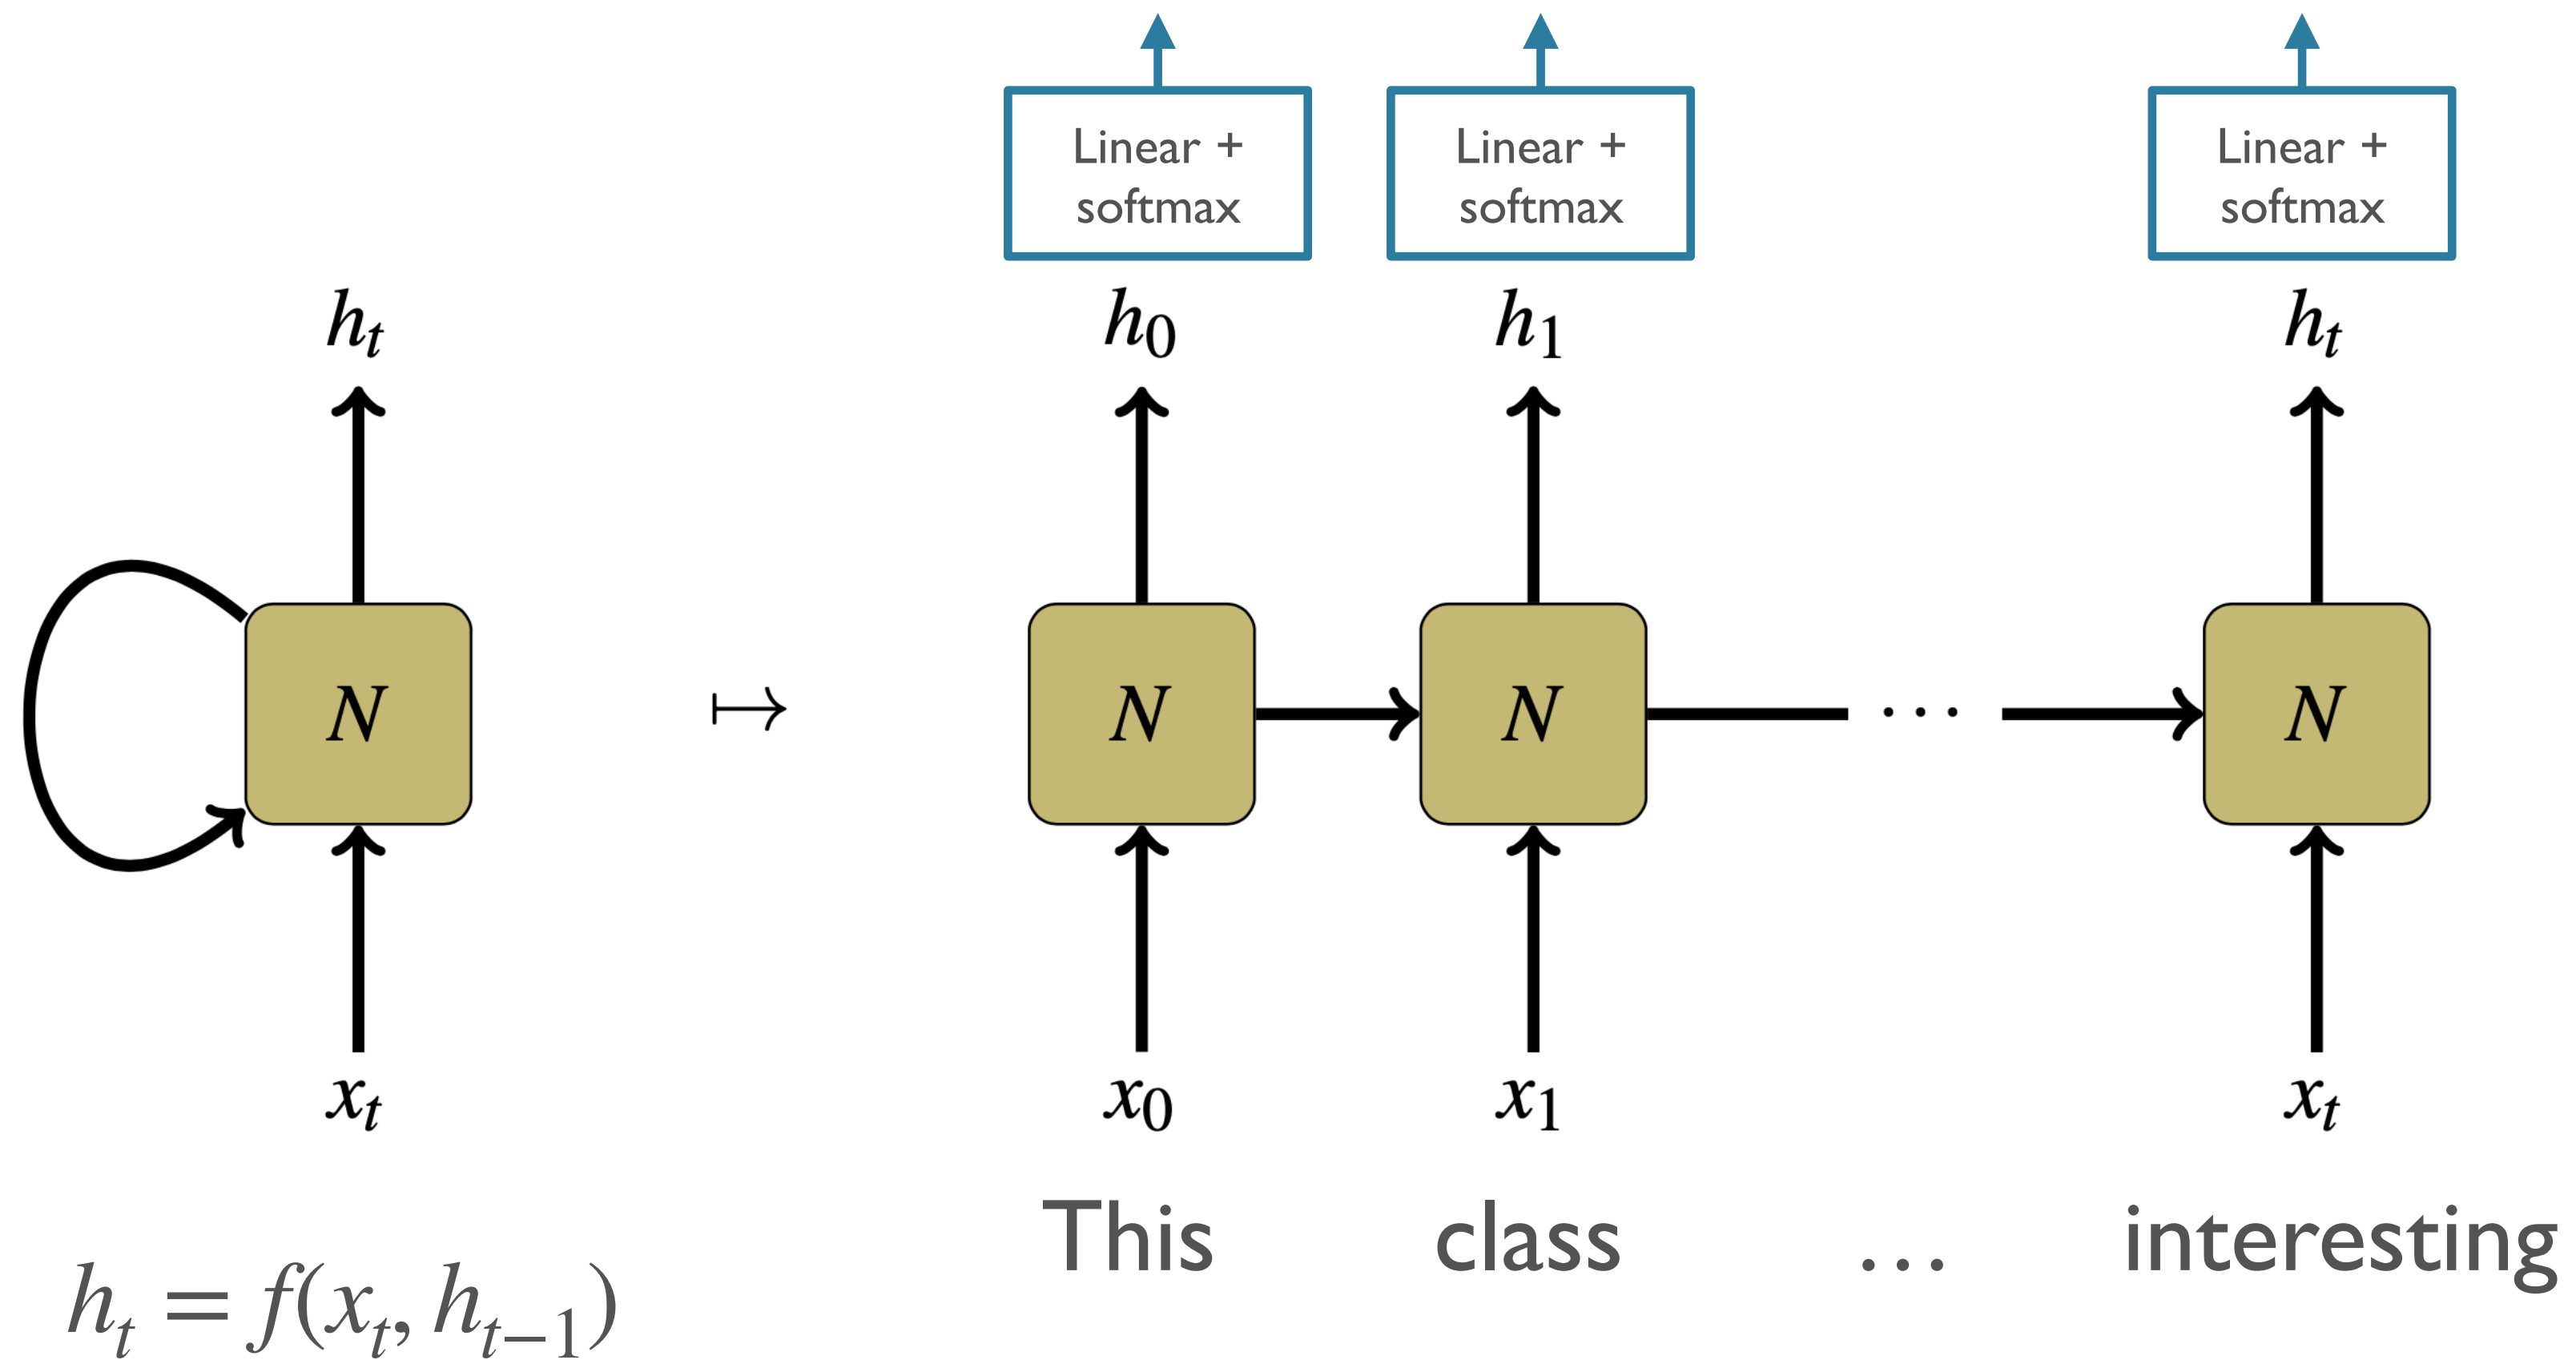 Linear + softmax
Linear + softmax
Linear + softmax
h_t
h_0
h_1
h_t
N
↦
N
N
…
N
x_t
x_0
x_1
x_t
This class … interesting
h_t = f(x_t, h_{t−1})